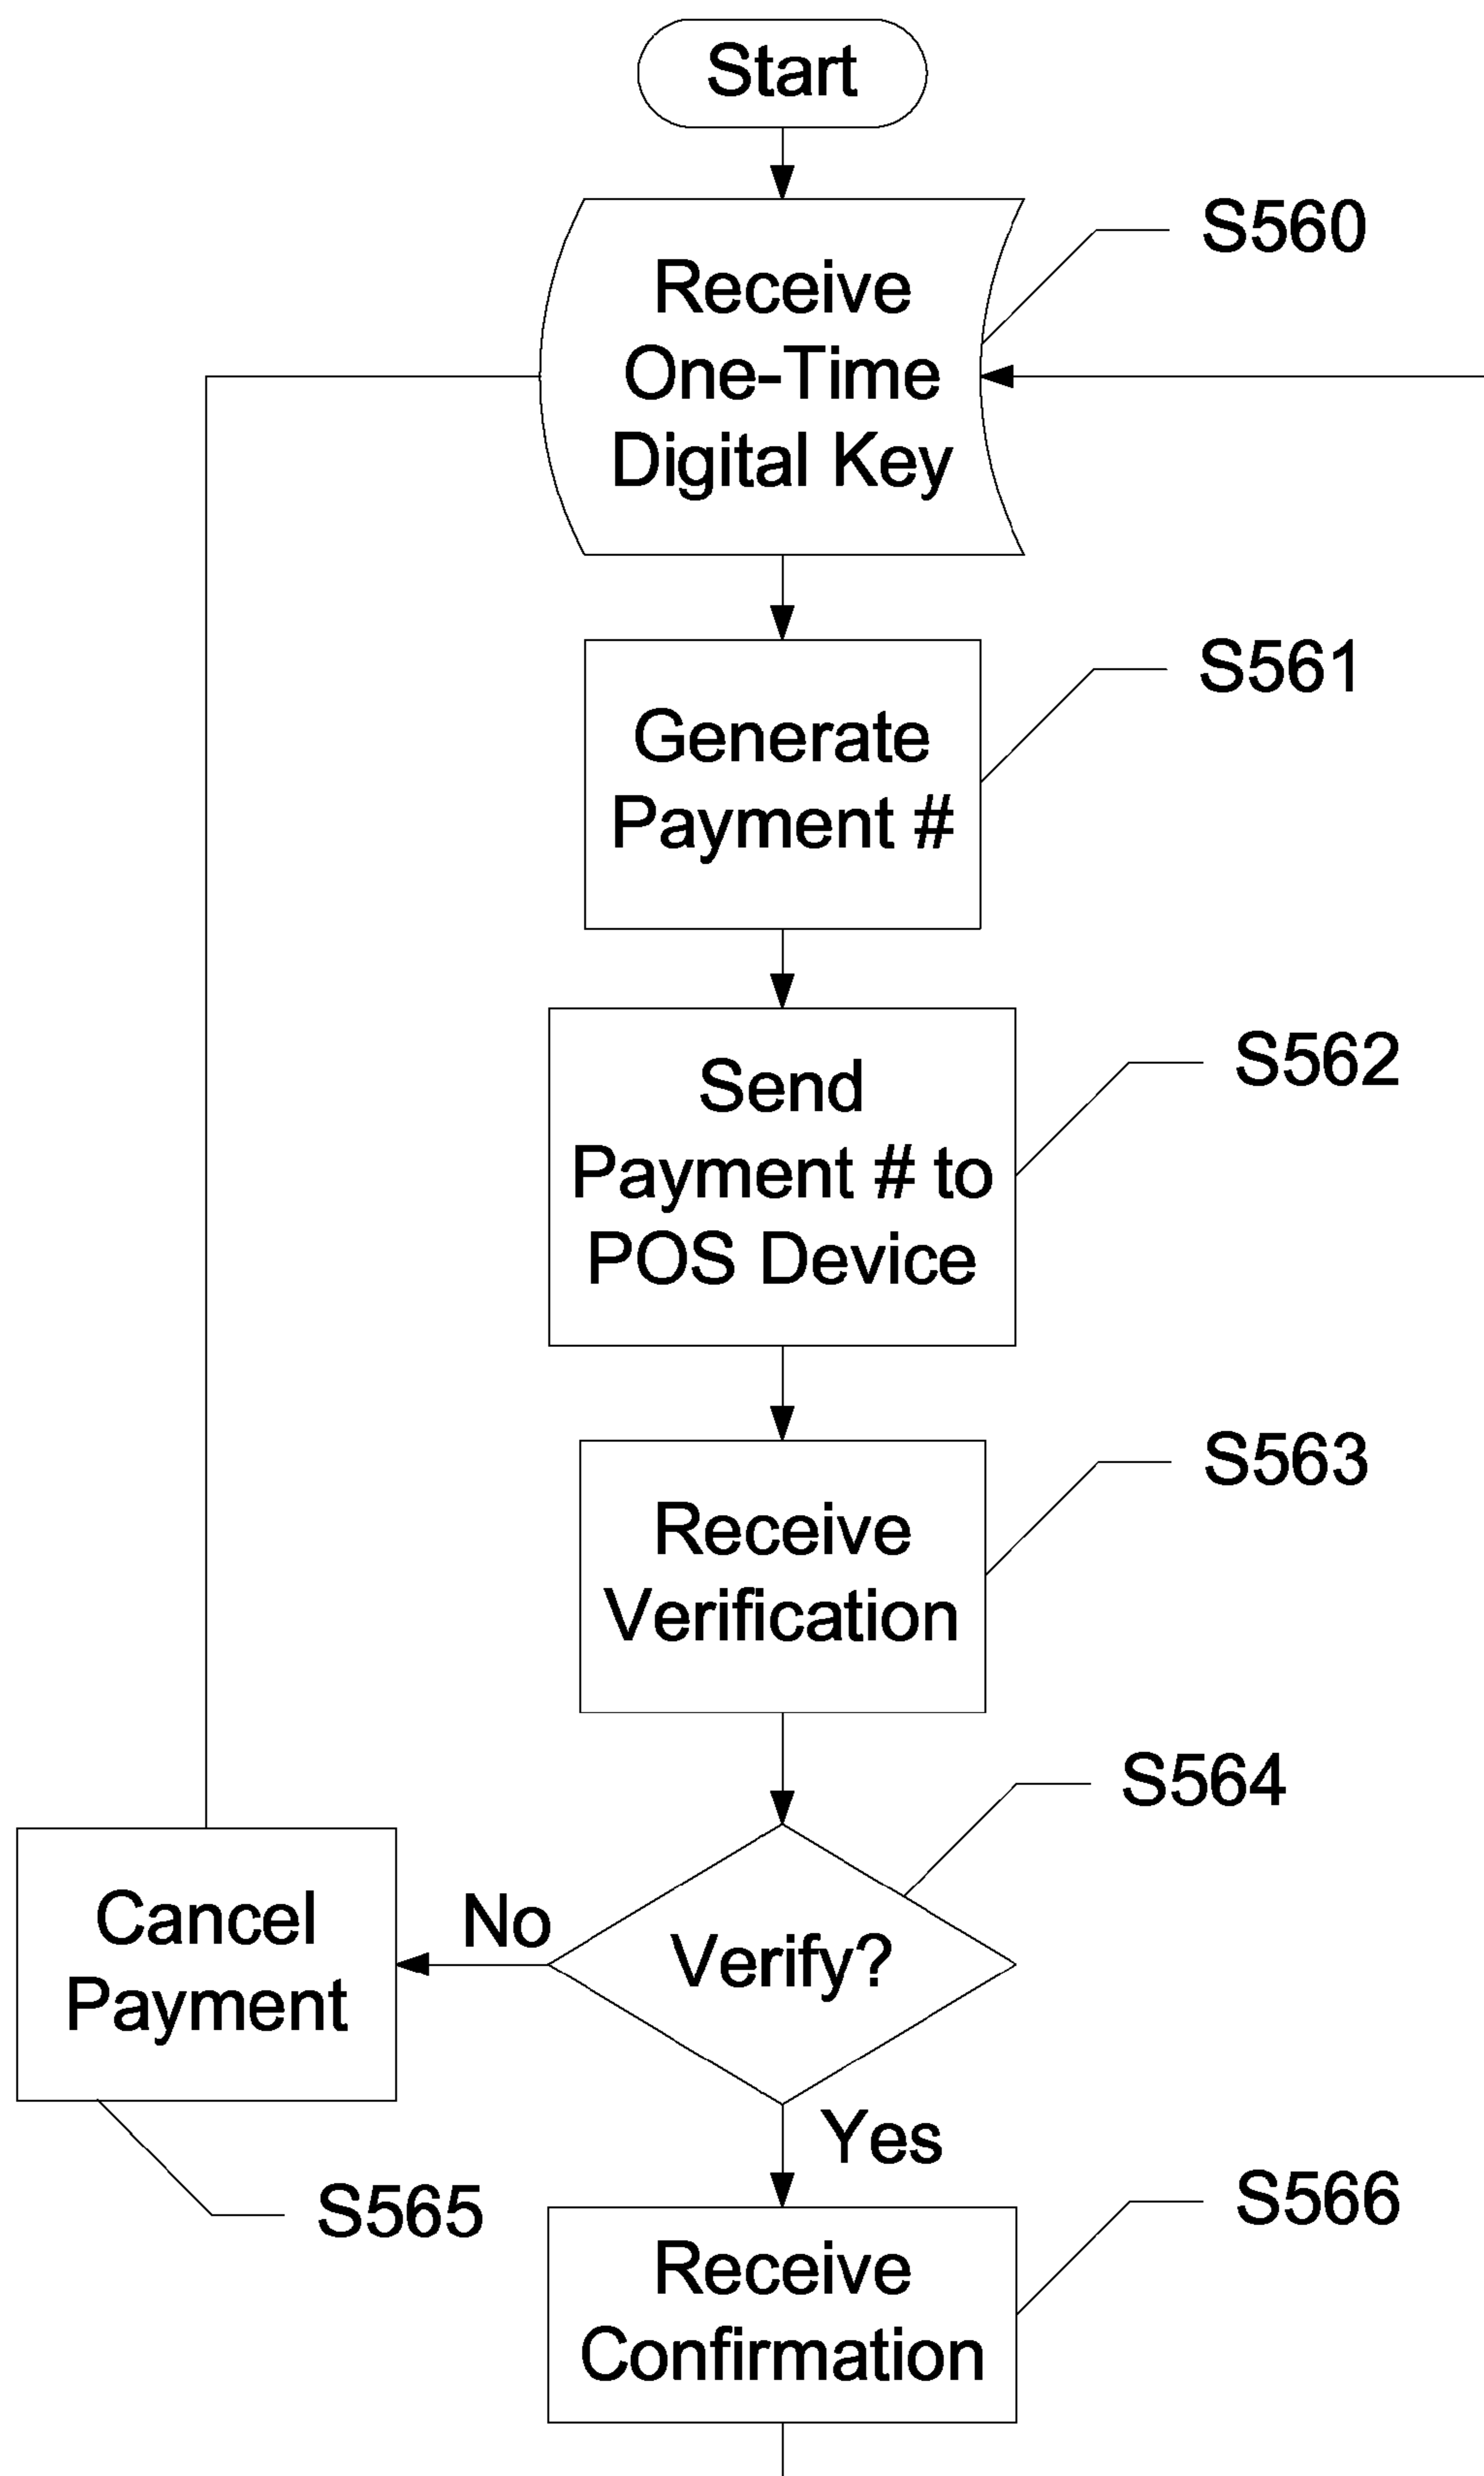 Start
S560
Receive
One-Time
Digital Key
S561
Generate
Payment #
S562
Send
Payment # to
POS Device
S563
Receive
Verification
S564
Verify?
No
Cancel
Payment
Yes
S565
S566
Receive
Confirmation